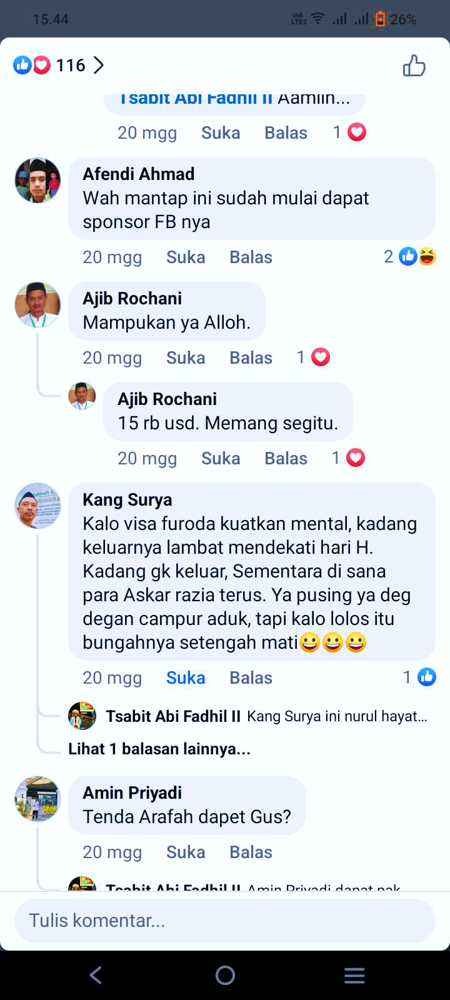 15.44
Vo) LTE2 26%
116
Tsabit Abi Fadhil II Aamiin...
20 mgg Suka Balas 1
Afendi Ahmad
Wah mantap ini sudah mulai dapat
sponsor FB nya
20 mgg Suka Balas 2
Ajib Rochani
Mampukan ya Alloh.
20 mgg Suka Balas 1
Ajib Rochani
15 rb usd. Memang segitu.
20 mgg Suka Balas 1
Kang Surya
Kalo visa furoda kuatkan mental, kadang
keluarnya lambat mendekati hari H.
Kadang gk keluar, Sementara di sana
para Askar razia terus. Ya pusing ya deg
degan campur aduk, tapi kalo lolos itu
bungahnya setengah mati😀😀😀
20 mgg Suka Balas 1
Tsabit Abi Fadhil II Kang Surya ini nurul hayat...
Lihat 1 balasan lainnya...
Amin Priyadi
Tenda Arafah dapet Gus?
20 mgg Suka Balas
Tsabit Abi Fadhil II Amin Priyadi dapat pak
Tulis komentar...